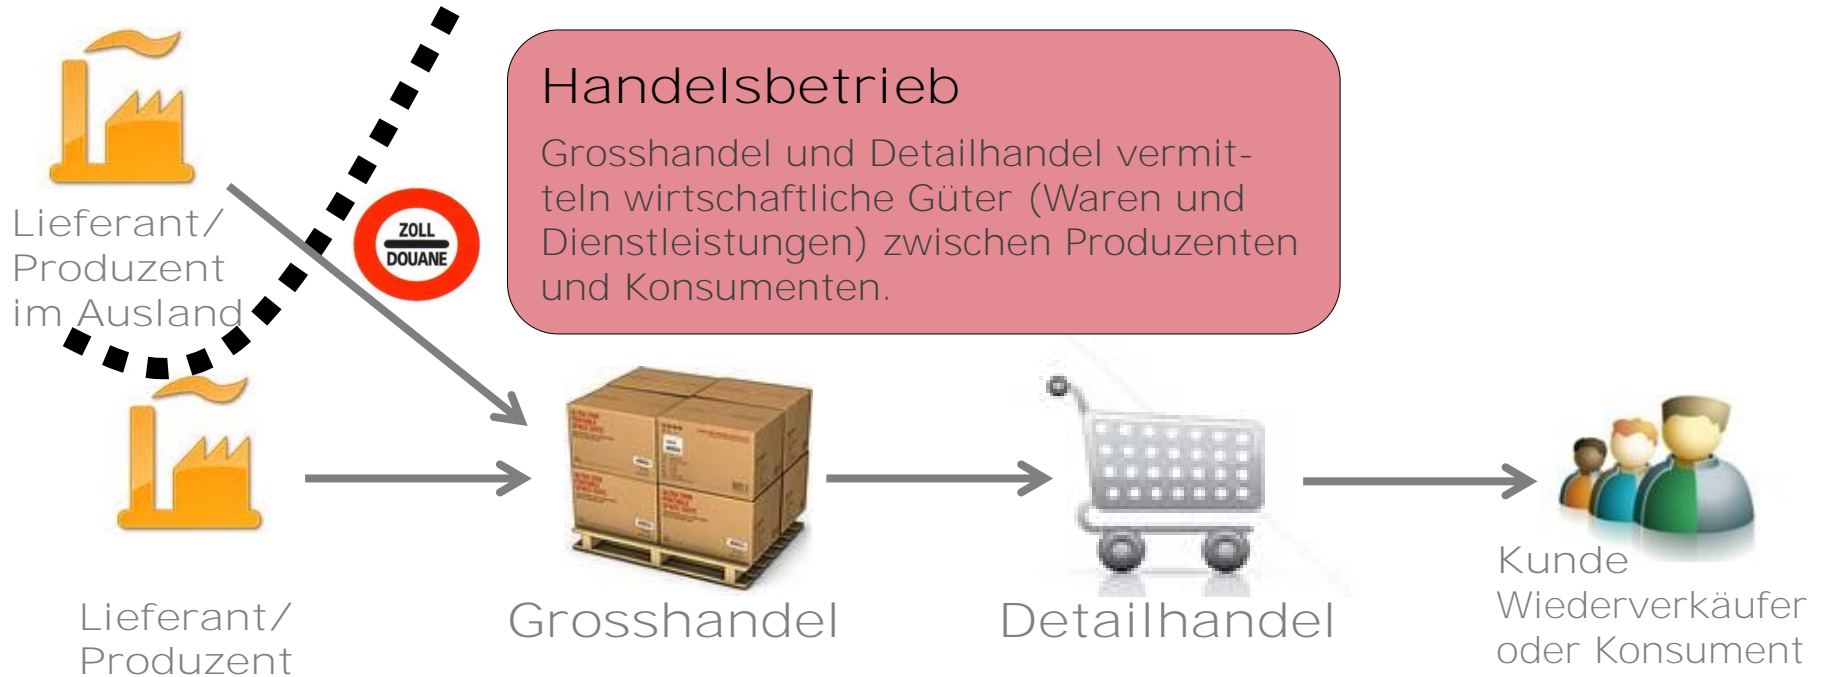 Handelsbetrieb
Grosshandel und Detailhandel vermit-
teln wirtschaftliche Güter (Waren und
Dienstleistungen) zwischen Produzenten
und Konsumenten.
Lieferant/
Produzent
im Ausland
ZOLL
DOUANE
Lieferant/
Produzent
Grosshandel
Detailhandel
Kunde
Wiederverkäufer
oder Konsument